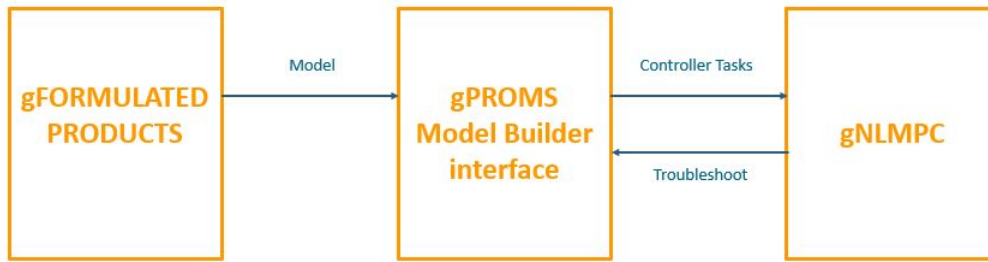 gFORMULATED
PRODUCTS
Model
gPROMS
Model Builder
interface
Controller Tasks
Troubleshoot
gNLMPC